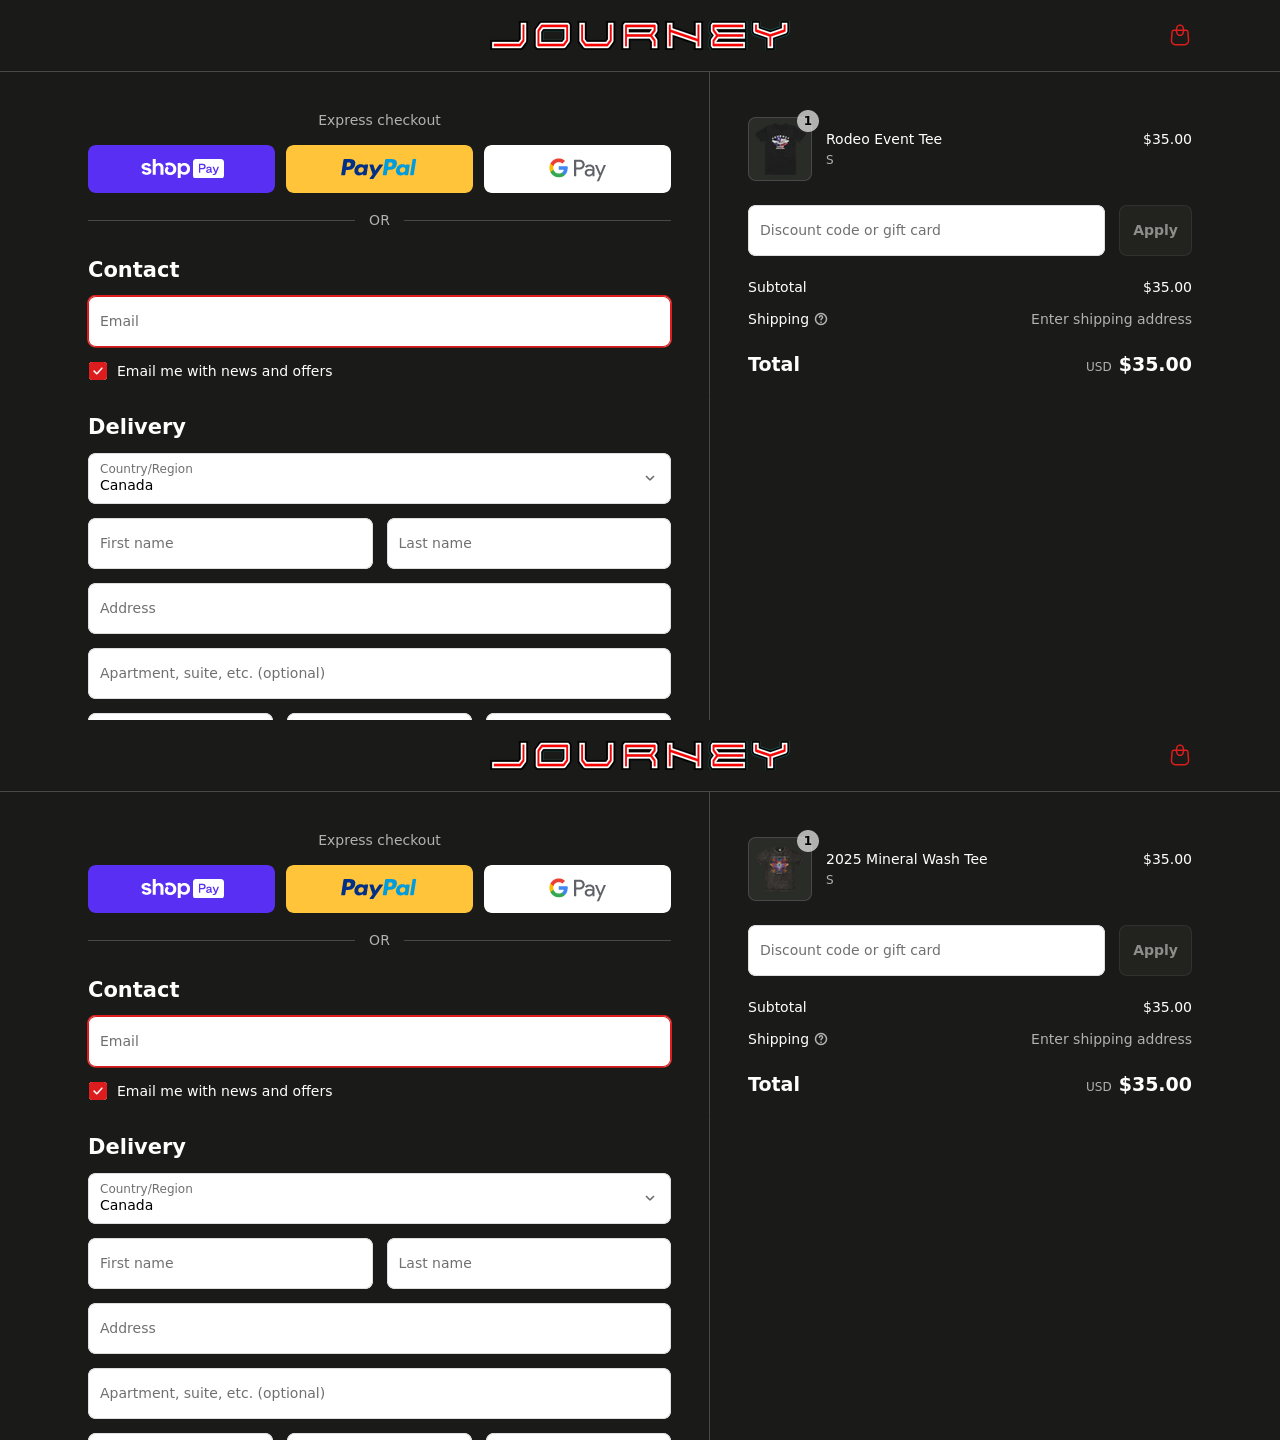 JOURNEY
Express checkout
shop Pay
PayPal
G Pay
OR
Contact
Email
Email me with news and offers
Delivery
Country/Region
Canada
First name
Last name
Address
Apartment, suite, etc. (optional)
1
Rodeo Event Tee
$35.00
S
Discount code or gift card
Apply
Subtotal
$35.00
Shipping
Enter shipping address
Total
USD $35.00
JOURNEY
Express checkout
shop Pay
PayPal
G Pay
OR
Contact
Email
Email me with news and offers
Delivery
Country/Region
Canada
First name
Last name
Address
Apartment, suite, etc. (optional)
1
2025 Mineral Wash Tee
$35.00
S
Discount code or gift card
Apply
Subtotal
$35.00
Shipping
Enter shipping address
Total
USD $35.00